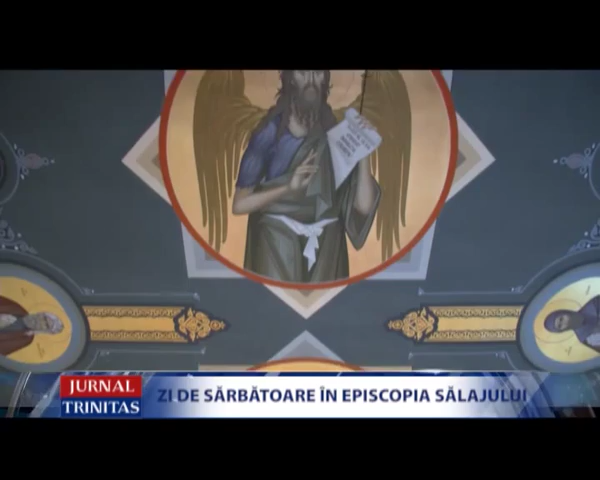 JURNAL
TRINITAS
ZI DE SĂRBĂTOARE ÎN EPISCOPIA SĂLAJULUI